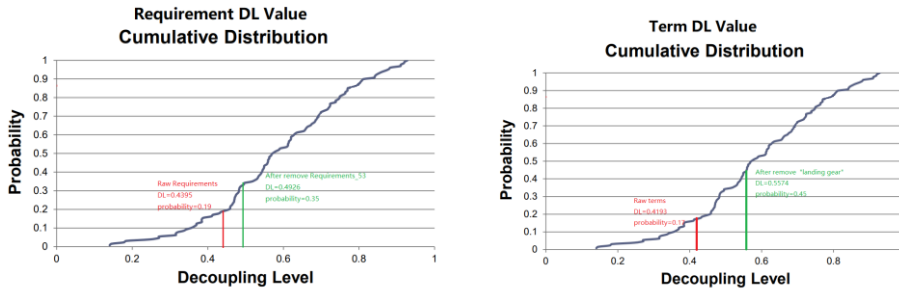 Requirement DL Value
Cumulative Distribution
1
0.9
0.8
0.7
0.6
0.5
0.4
0.3
0.2
0.1
0
Probability
Raw Requirements
DL=0.4395
probability=0.19
After remove Requirements_53
DL=0.4926
probability=0.35
0
0.2
0.4
0.6
0.8
1
Decoupling Level
Term DL Value
Cumulative Distribution
1
0.9
0.8
0.7
0.6
0.5
0.4
0.3
0.2
0.1
0
Probability
Raw terms
DL=0.4193
probability=0.17
After remove "landing gear"
DL=0.5574
probability=0.45
0
0.2
0.4
0.6
0.8
Decoupling Level